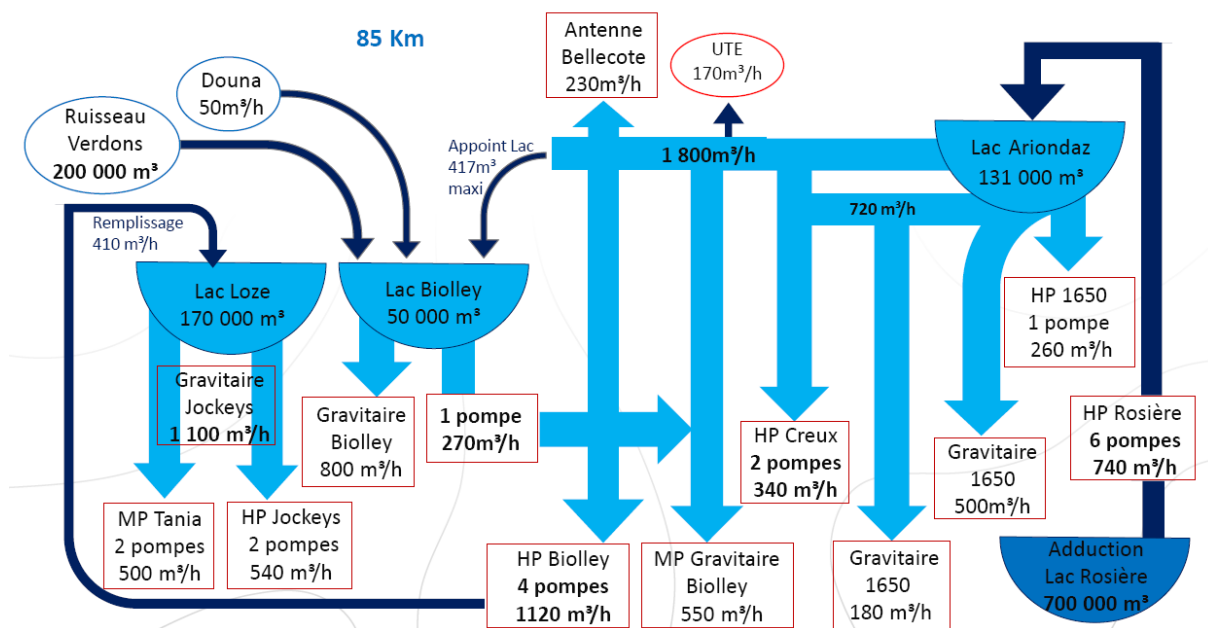 85 Km
Antenne
Bellecote
230m³/h
UTE
170m³/h
Douna
50m³/h
Ruisseau
Verdons
200 000 m³
Appoint Lac
417m³
maxi
1 800m³/h
Lac Ariondaz
131 000 m³
720 m³/h
Remplissage
410 m³/h
Lac Loze
170 000 m³
Lac Biolley
50 000 m³
HP 1650
1 pompe
260 m³/h
Gravitaire
Jockeys
1 100 m³/h
Gravitaire
Biolley
800 m³/h
1 pompe
270m³/h
HP Creux
2 pompes
340 m³/h
Gravitaire
1650
500m³/h
HP Rosière
6 pompes
740 m³/h
MP Tania
2 pompes
500 m³/h
HP Jockeys
2 pompes
540 m³/h
HP Biolley
4 pompes
1120 m³/h
MP Gravitaire
Biolley
550 m³/h
Gravitaire
1650
180 m³/h
Adduction
Lac Rosière
700 000 m³